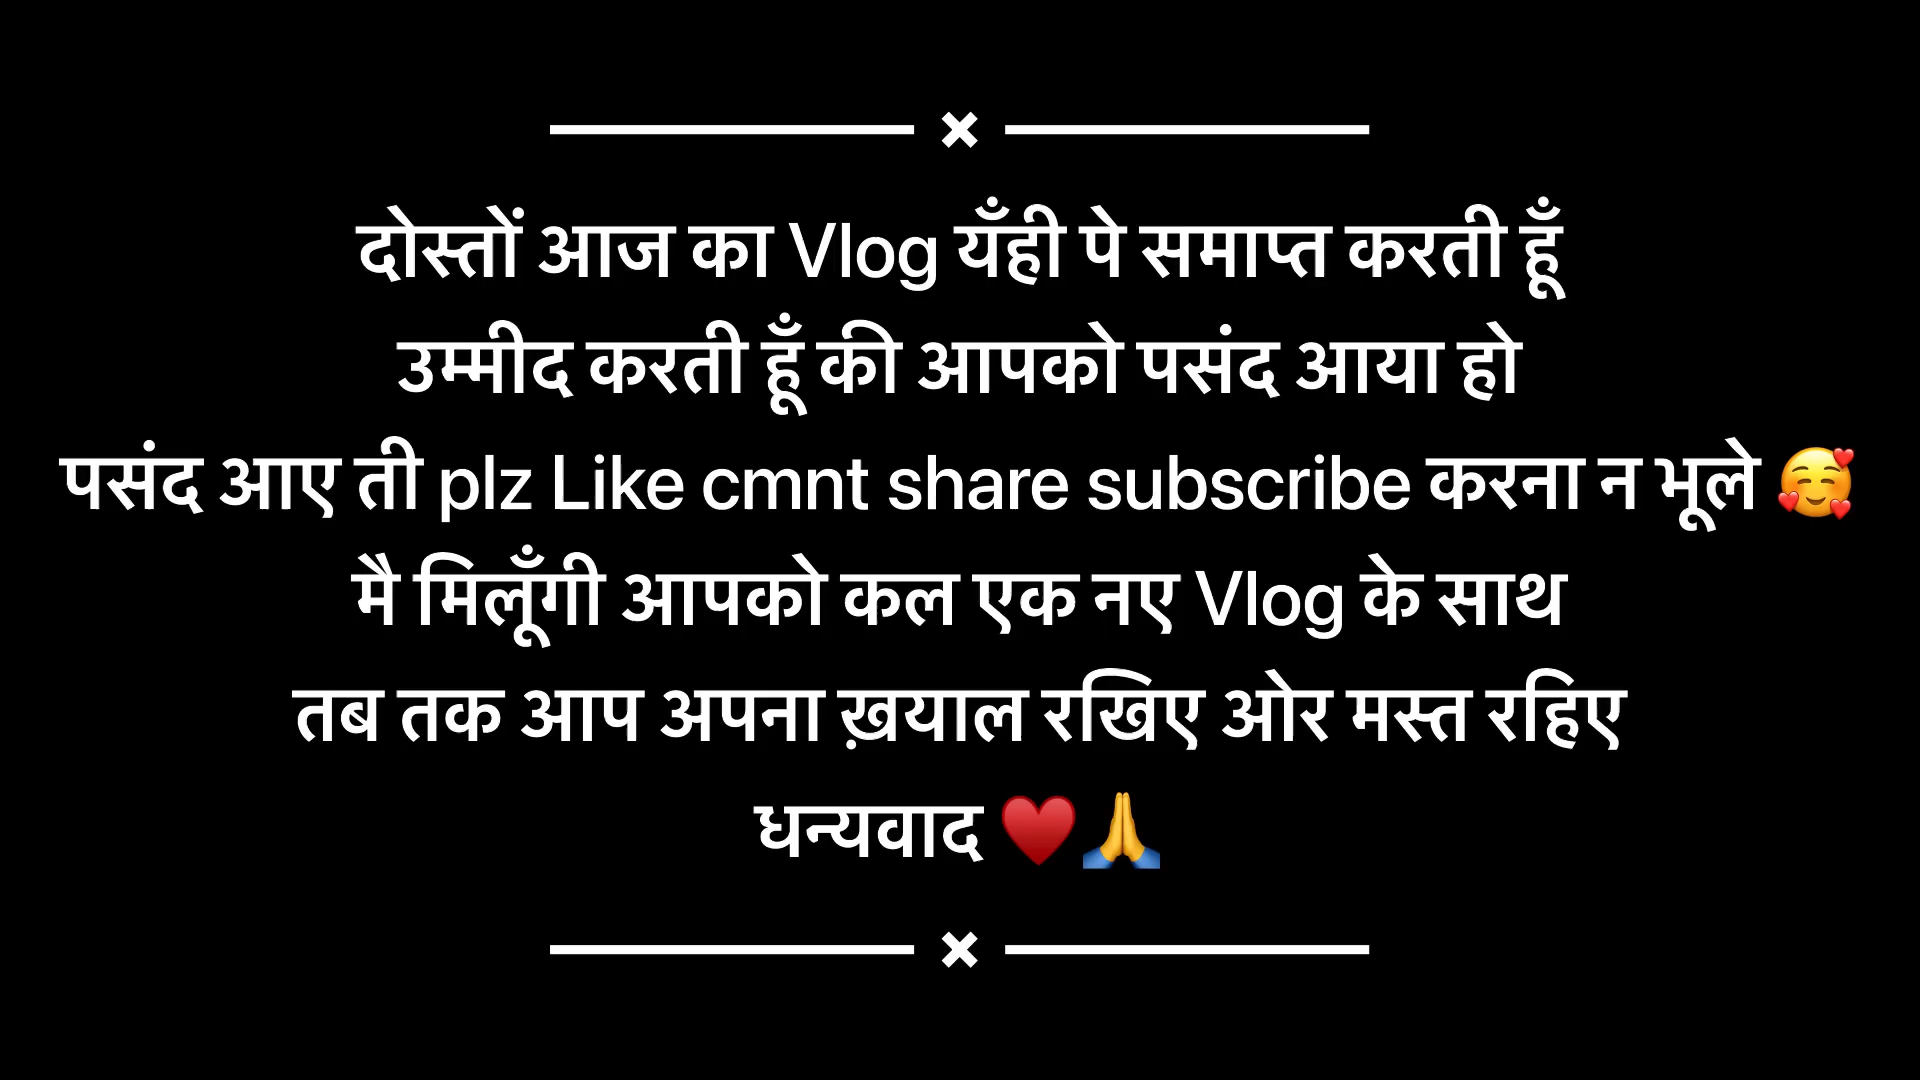 दोस्तों आज का Vlog यँही पे समाप्त करती हूँ
उम्मीद करती हूँ की आपको पसंद आया हो
पसंद आए ती plz Like cmnt share subscribe करना न भूले 🥰
मै मिलूँगी आपको कल एक नए Vlog के साथ
तब तक आप अपना ख़याल रखिए ओर मस्त रहिए
धन्यवाद ♥️🙏